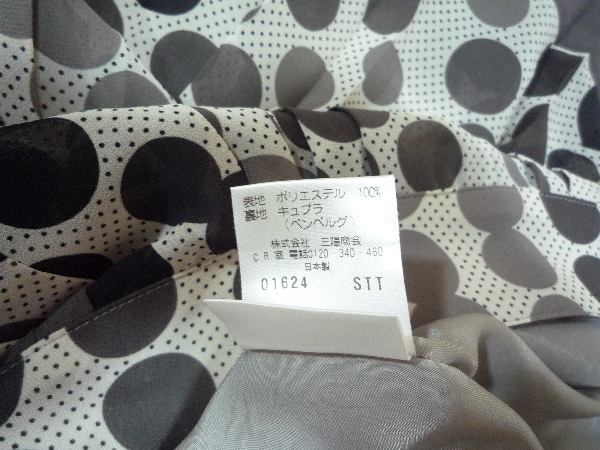 表地 ポリエステル 100%
裏地 キュプラ
(ベンベルグ)
株式会社 三陽商会
CR室 電話0120-340-460
日本製
01624 STT